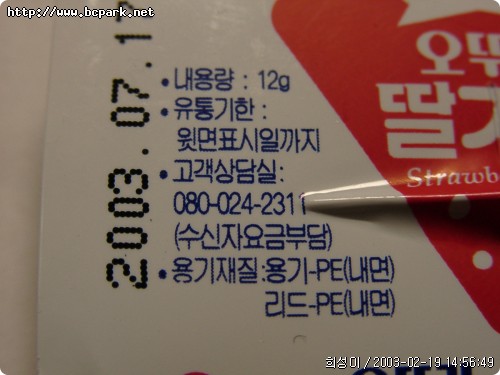 http://www.bcpark.net
2003.07.1
• 내용량 : 12g
• 유통기한 :
윗면표시일까지
• 고객상담실:
080-024-2311
(수신자요금부담)
• 용기재질:용기-PE(내면)
리드-PE(내면)
오뚜
딸기
Strawb
희성이 / 2003-02-19 14:56:49